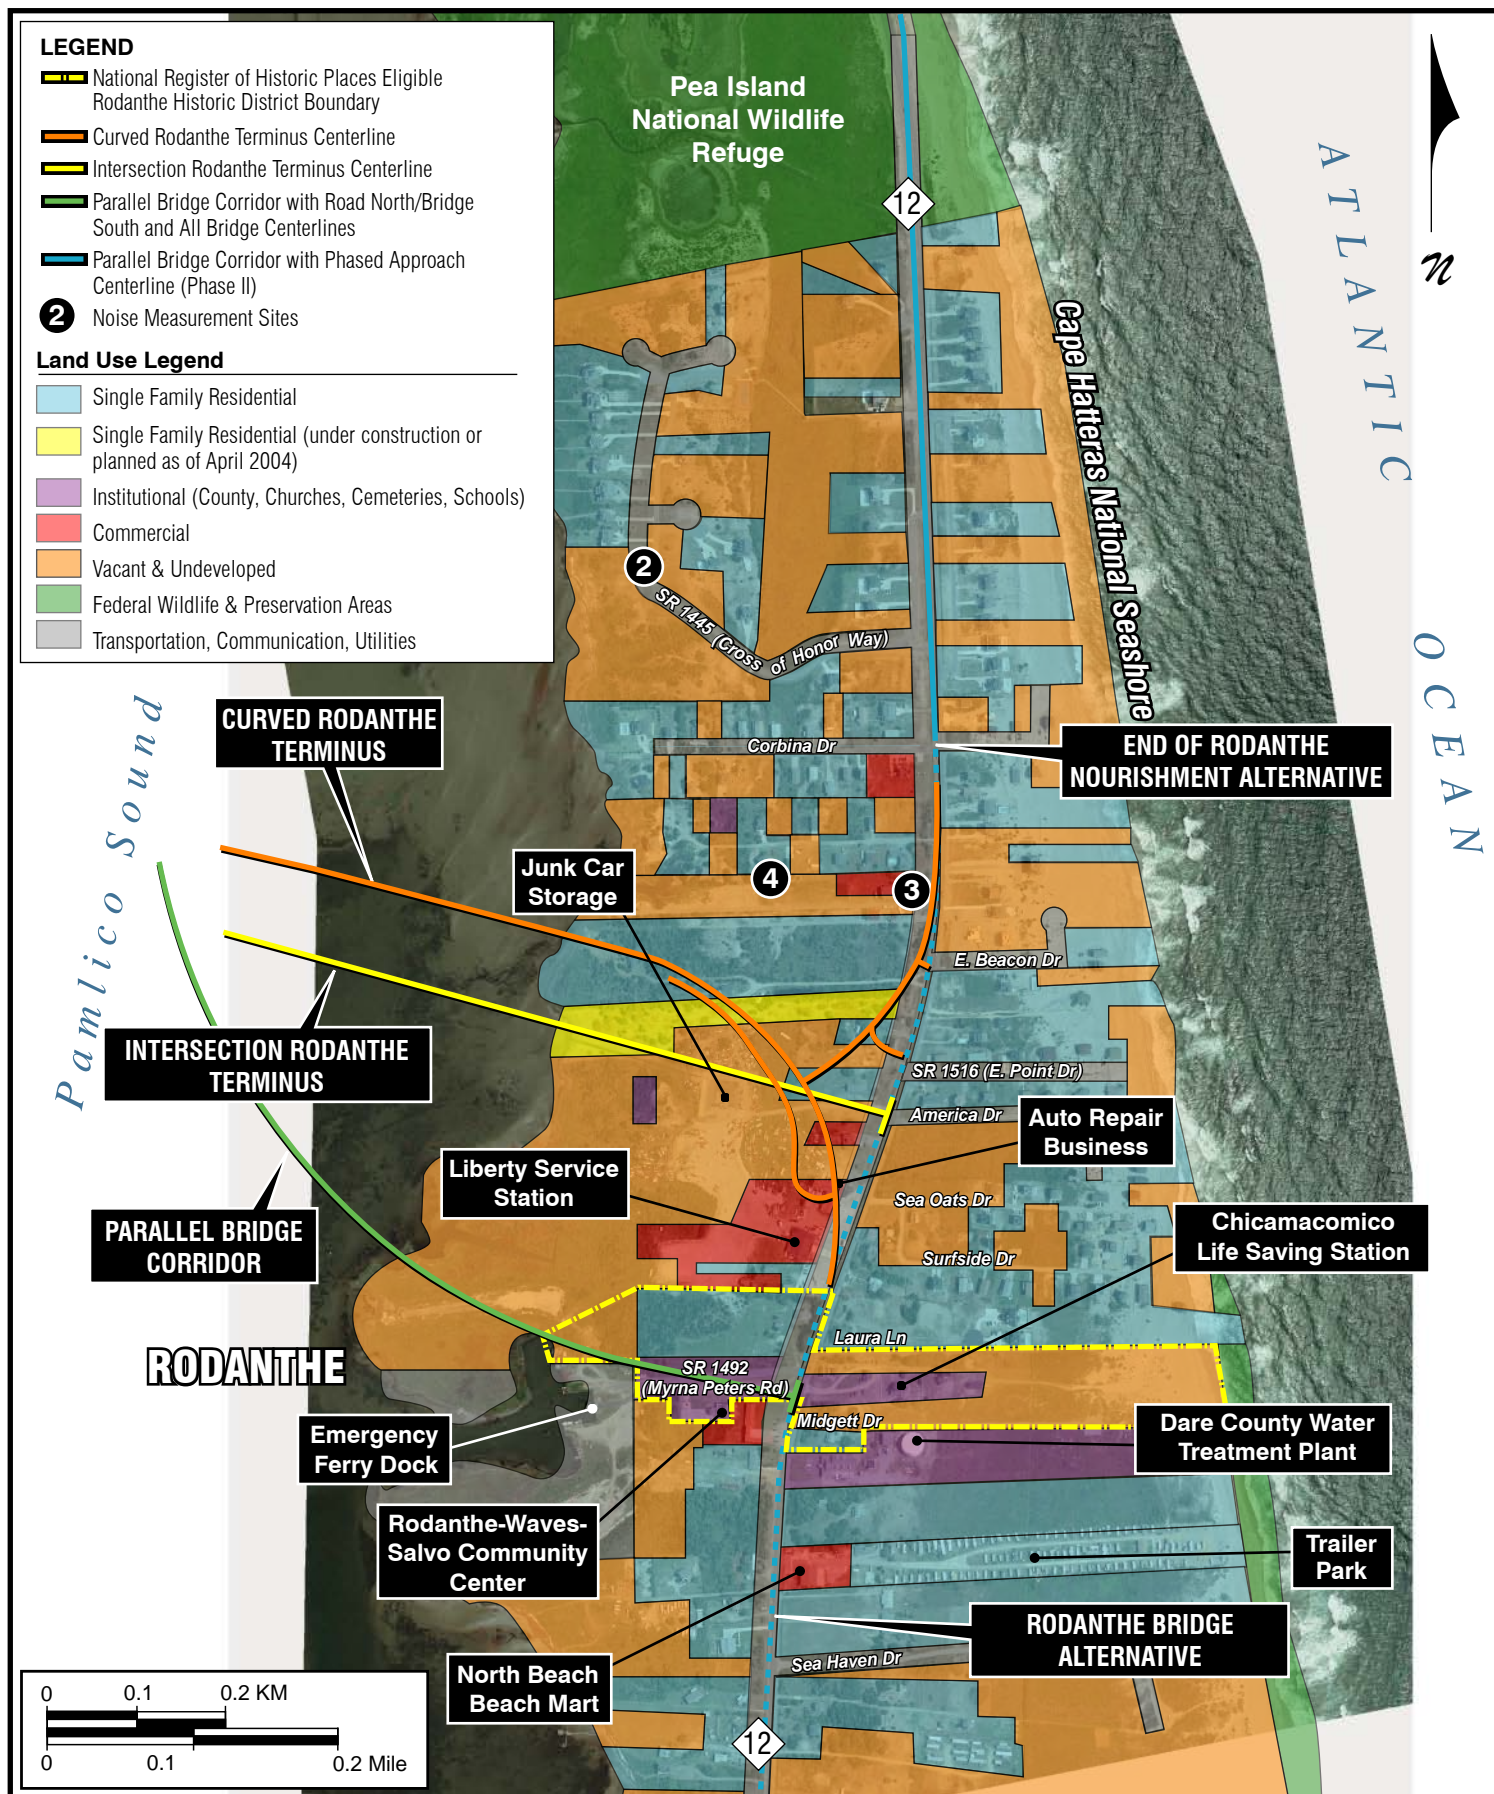 LEGEND
National Register of Historic Places Eligible
Rodanthe Historic District Boundary
Curved Rodanthe Terminus Centerline
Intersection Rodanthe Terminus Centerline
Parallel Bridge Corridor with Road North/Bridge
South and All Bridge Centerlines
Parallel Bridge Corridor with Phased Approach
Centerline (Phase II)
2
Noise Measurement Sites
Land Use Legend
Single Family Residential
Single Family Residential (under construction or
planned as of April 2004)
Institutional (County, Churches, Cemeteries, Schools)
Commercial
Vacant & Undeveloped
Federal Wildlife & Preservation Areas
Transportation, Communication, Utilities
Pea Island
National Wildlife
Refuge
12
N
ATLANTIC
OCEAN
Cape Hatteras National Seashore
2
SR 1445 (Cross of Honor Way)
Pamlico Sound
CURVED RODANTHE
TERMINUS
Corbina Dr
END OF RODANTHE
NOURISHMENT ALTERNATIVE
Junk Car
Storage
4
3
E. Beacon Dr
INTERSECTION RODANTHE
TERMINUS
SR 1516 (E. Point Dr)
America Dr
Auto Repair
Business
Liberty Service
Station
Sea Oats Dr
PARALLEL BRIDGE
CORRIDOR
Chicamacomico
Life Saving Station
Surfside Dr
Laura Ln
RODANTHE
SR 1492
(Myrna Peters Rd)
Midgett Dr
Emergency
Ferry Dock
Dare County Water
Treatment Plant
Rodanthe-Waves-
Salvo Community
Center
Trailer
Park
RODANTHE BRIDGE
ALTERNATIVE
Sea Haven Dr
North Beach
Beach Mart
12
0 0.1 0.2 KM
0 0.1 0.2 Mile